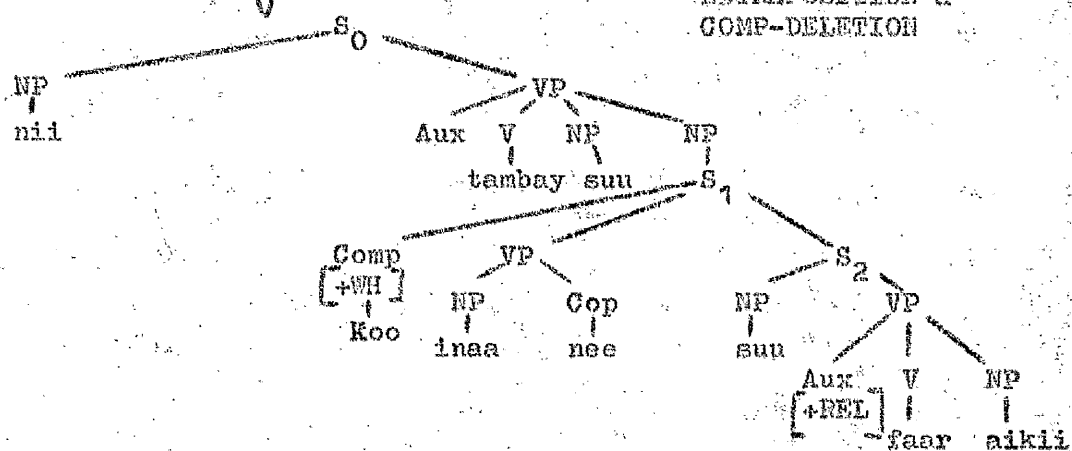 COMP-DELETION
S0
NP VP
nii Aux V NP NP
tambay suu S1
Comp VP S2
[+WH] NP Cop NP VP
Koo inaa nee suu
Aux V NP
[+REL] faar aikii